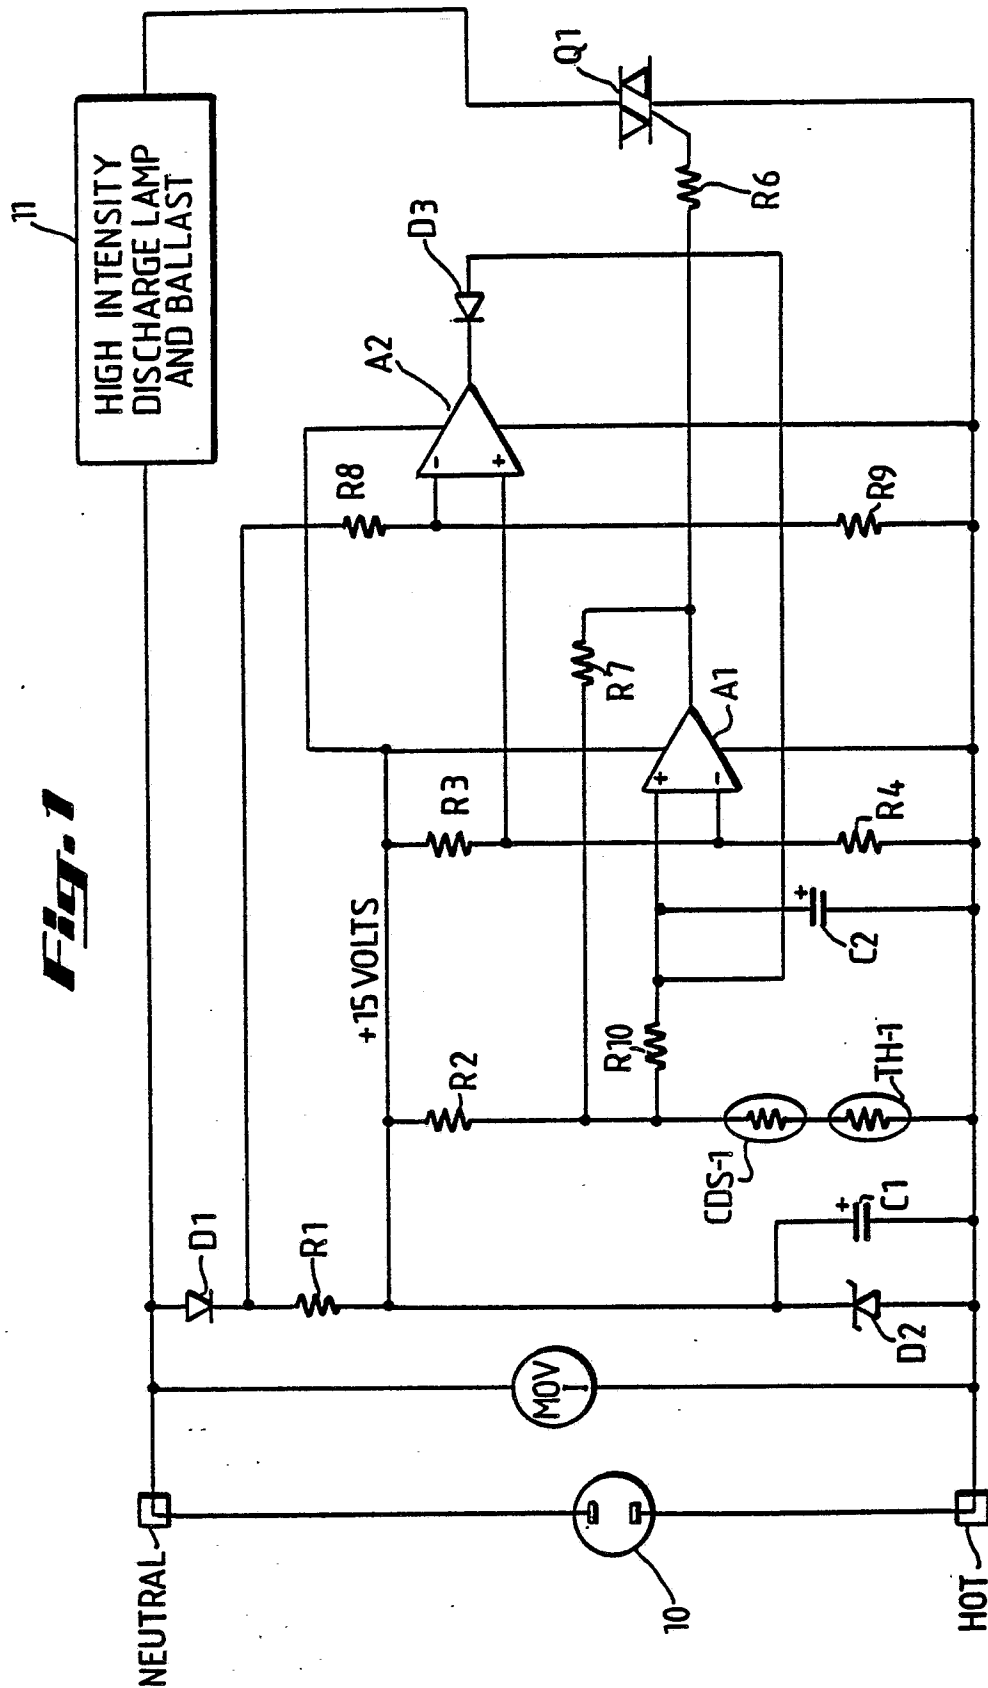 Fig. 1
11
HIGH INTENSITY
DISCHARGE LAMP
AND BALLAST
NEUTRAL
D1
R1
+15 VOLTS
R2
R3
R8
A2
D3
Q1
-
+
R7
R6
R10
+
-
A1
MOV
10
CDS-1
TH-1
C2
+
R4
R9
D2
C1
+
HOT